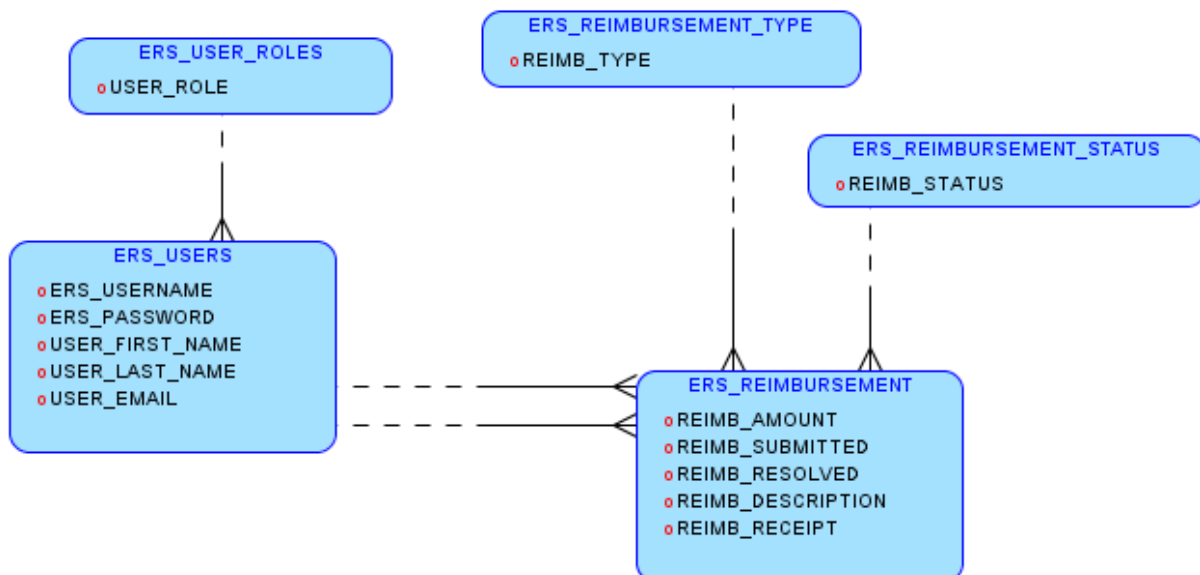 ERS_USER_ROLES
o USER_ROLE
ERS_REIMBURSEMENT_TYPE
o REIMB_TYPE
ERS_REIMBURSEMENT_STATUS
o REIMB_STATUS
ERS_USERS
o ERS_USERNAME
o ERS_PASSWORD
o USER_FIRST_NAME
o USER_LAST_NAME
o USER_EMAIL
ERS_REIMBURSEMENT
o REIMB_AMOUNT
o REIMB_SUBMITTED
o REIMB_RESOLVED
o REIMB_DESCRIPTION
o REIMB_RECEIPT